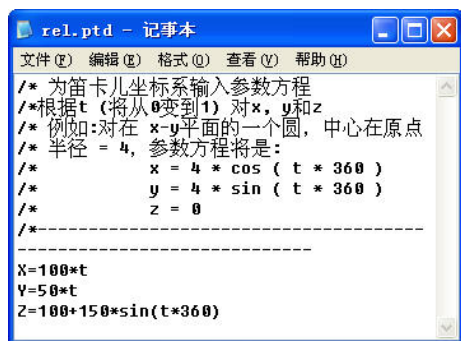 rel.ptd - 记事本
文件(F) 编辑(E) 格式(O) 查看(V) 帮助(H)
/* 为笛卡儿坐标系输入参数方程
/*根据t (将从0变到1) 对x, y和z
/* 例如:对在 x-y平面的一个圆, 中心在原点
/* 半径 = 4, 参数方程将是:
/* x = 4 * cos ( t * 360 )
/* y = 4 * sin ( t * 360 )
/* z = 0
/*----------------------------------------
------------------------------
X=100*t
Y=50*t
Z=100+150*sin(t*360)